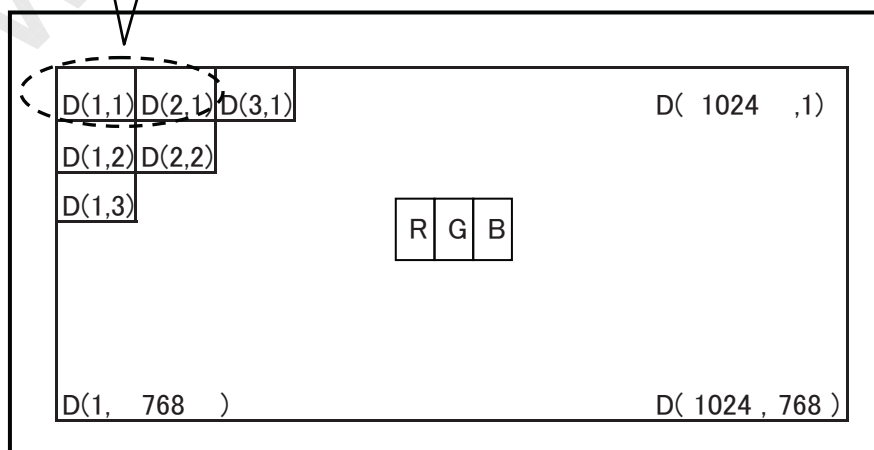 D(1,1) D(2,1) D(3,1) D( 1024 ,1)
D(1,2) D(2,2)
D(1,3)
R G B
D(1, 768 ) D( 1024 , 768 )